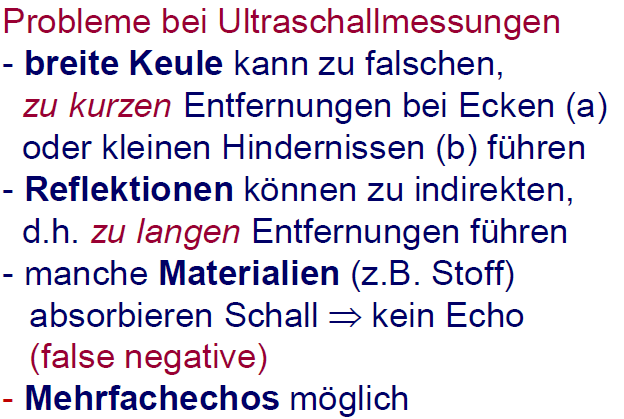 Probleme bei Ultraschallmessungen
- breite Keule kann zu falschen,
zu kurzen Entfernungen bei Ecken (a)
oder kleinen Hindernissen (b) führen
- Reflektionen können zu indirekten,
d.h. zu langen Entfernungen führen
- manche Materialien (z.B. Stoff)
absorbieren Schall ⇒ kein Echo
(false negative)
- Mehrfachechos möglich